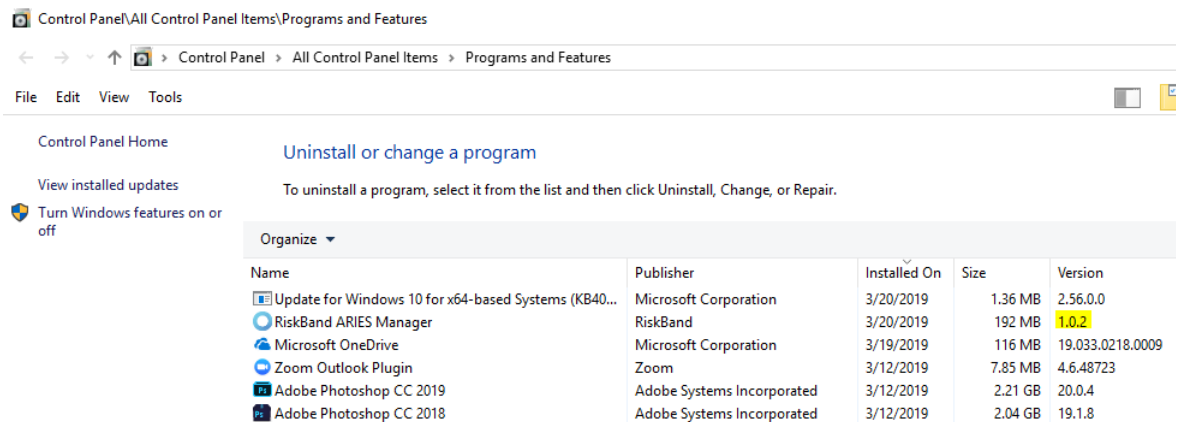 Control Panel\All Control Panel Items\Programs and Features
Control Panel > All Control Panel Items > Programs and Features
File Edit View Tools
Control Panel Home
View installed updates
Turn Windows features on or
off
Uninstall or change a program
To uninstall a program, select it from the list and then click Uninstall, Change, or Repair.
Organize
Name Publisher Installed On Size Version
Update for Windows 10 for x64-based Systems (KB40... Microsoft Corporation 3/20/2019 1.36 MB 2.56.0.0
RiskBand ARIES Manager RiskBand 3/20/2019 192 MB 1.0.2
Microsoft OneDrive Microsoft Corporation 3/19/2019 116 MB 19.033.0218.0009
Zoom Outlook Plugin Zoom 3/12/2019 7.85 MB 4.6.48723
Ps Adobe Photoshop CC 2019 Adobe Systems Incorporated 3/12/2019 2.21 GB 20.0.4
Ps Adobe Photoshop CC 2018 Adobe Systems Incorporated 3/12/2019 2.04 GB 19.1.8